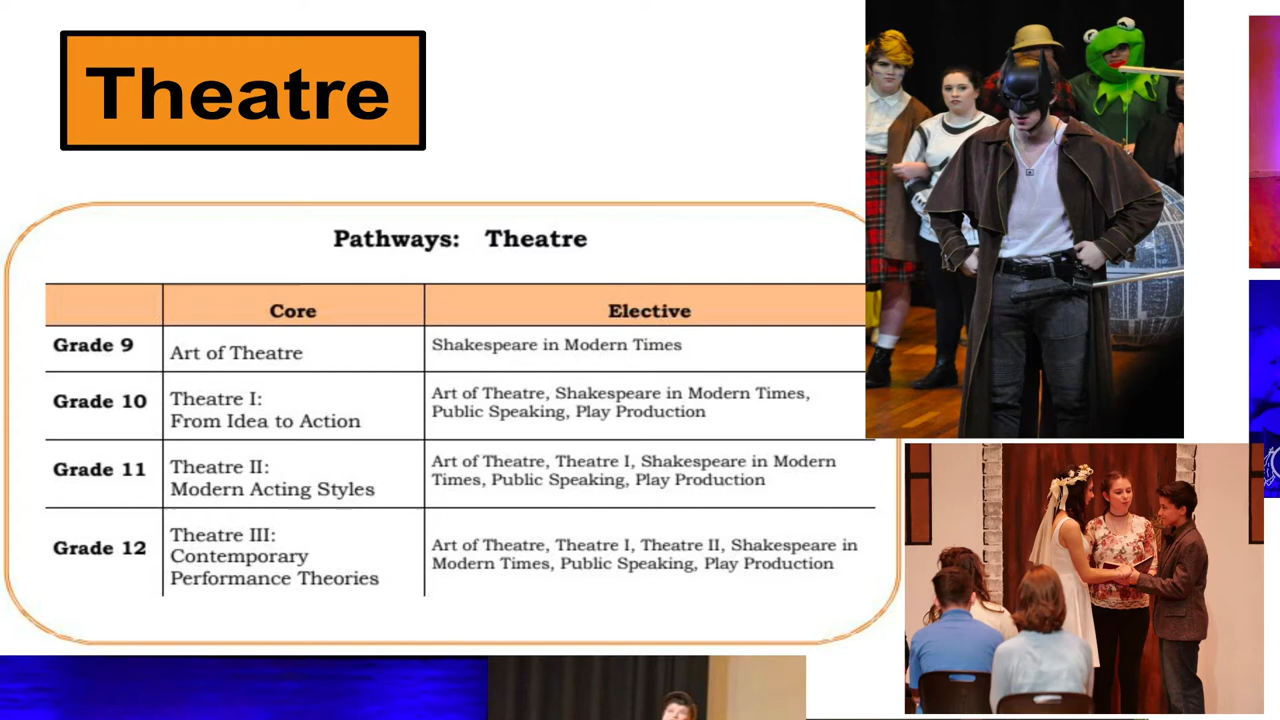 Theatre
Pathways: Theatre
Core Elective
Grade 9
Art of Theatre
Shakespeare in Modern Times
Grade 10
Theatre I:
From Idea to Action
Art of Theatre, Shakespeare in Modern Times,
Public Speaking, Play Production
Grade 11
Theatre II:
Modern Acting Styles
Art of Theatre, Theatre I, Shakespeare in Modern
Times, Public Speaking, Play Production
Grade 12
Theatre III:
Contemporary
Performance Theories
Art of Theatre, Theatre I, Theatre II, Shakespeare in
Modern Times, Public Speaking, Play Production